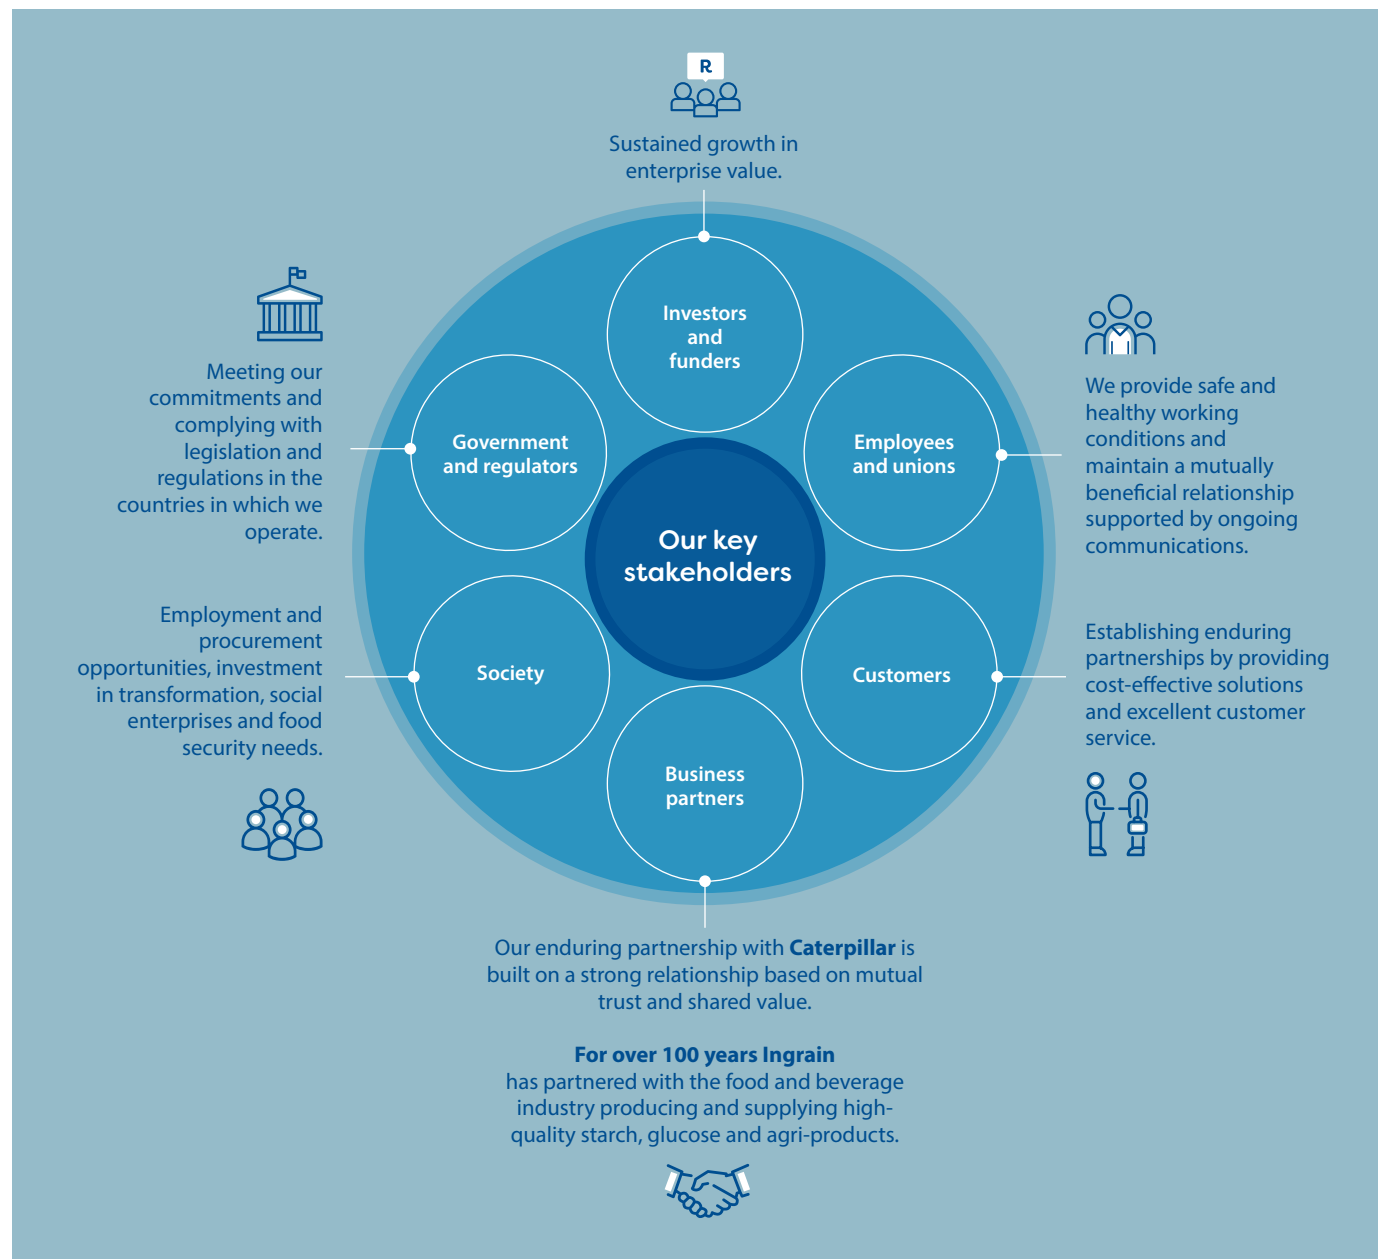 R
Sustained growth in
enterprise value.
Investors
and
funders
Government
and regulators
Employees
and unions
Our key
stakeholders
Society
Customers
Business
partners
Meeting our
commitments and
complying with
legislation and
regulations in the
countries in which we
operate.
We provide safe and
healthy working
conditions and
maintain a mutually
beneficial relationship
supported by ongoing
communications.
Employment and
procurement
opportunities, investment
in transformation, social
enterprises and food
security needs.
Establishing enduring
partnerships by providing
cost-effective solutions
and excellent customer
service.
Our enduring partnership with Caterpillar is
built on a strong relationship based on mutual
trust and shared value.
For over 100 years Ingrain
has partnered with the food and beverage
industry producing and supplying high-
quality starch, glucose and agri-products.